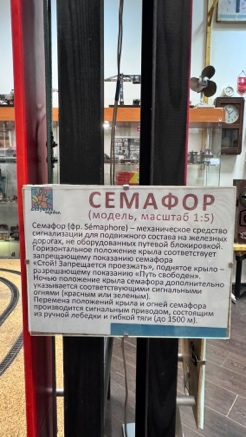 СЕМАФОР
(модель, масштаб 1:5)
Семафор (фр. Sémaphore) – механическое средство
сигнализации для подвижного состава на железных
дорогах, не оборудованных путевой блокировкой.
Горизонтальное положение крыла соответствует
запрещающему показанию семафора
«Стой! Запрещается проезжать», поднятое крыло –
разрешающему показанию «Путь свободен».
Ночью положение крыла семафора дополнительно
указывается соответствующими сигнальными
огнями (красным или зеленым).
Перемена положений крыла и огней семафора
производится сигнальным приводом, состоящим
из ручной лебедки и гибкой тяги (до 1500 м).